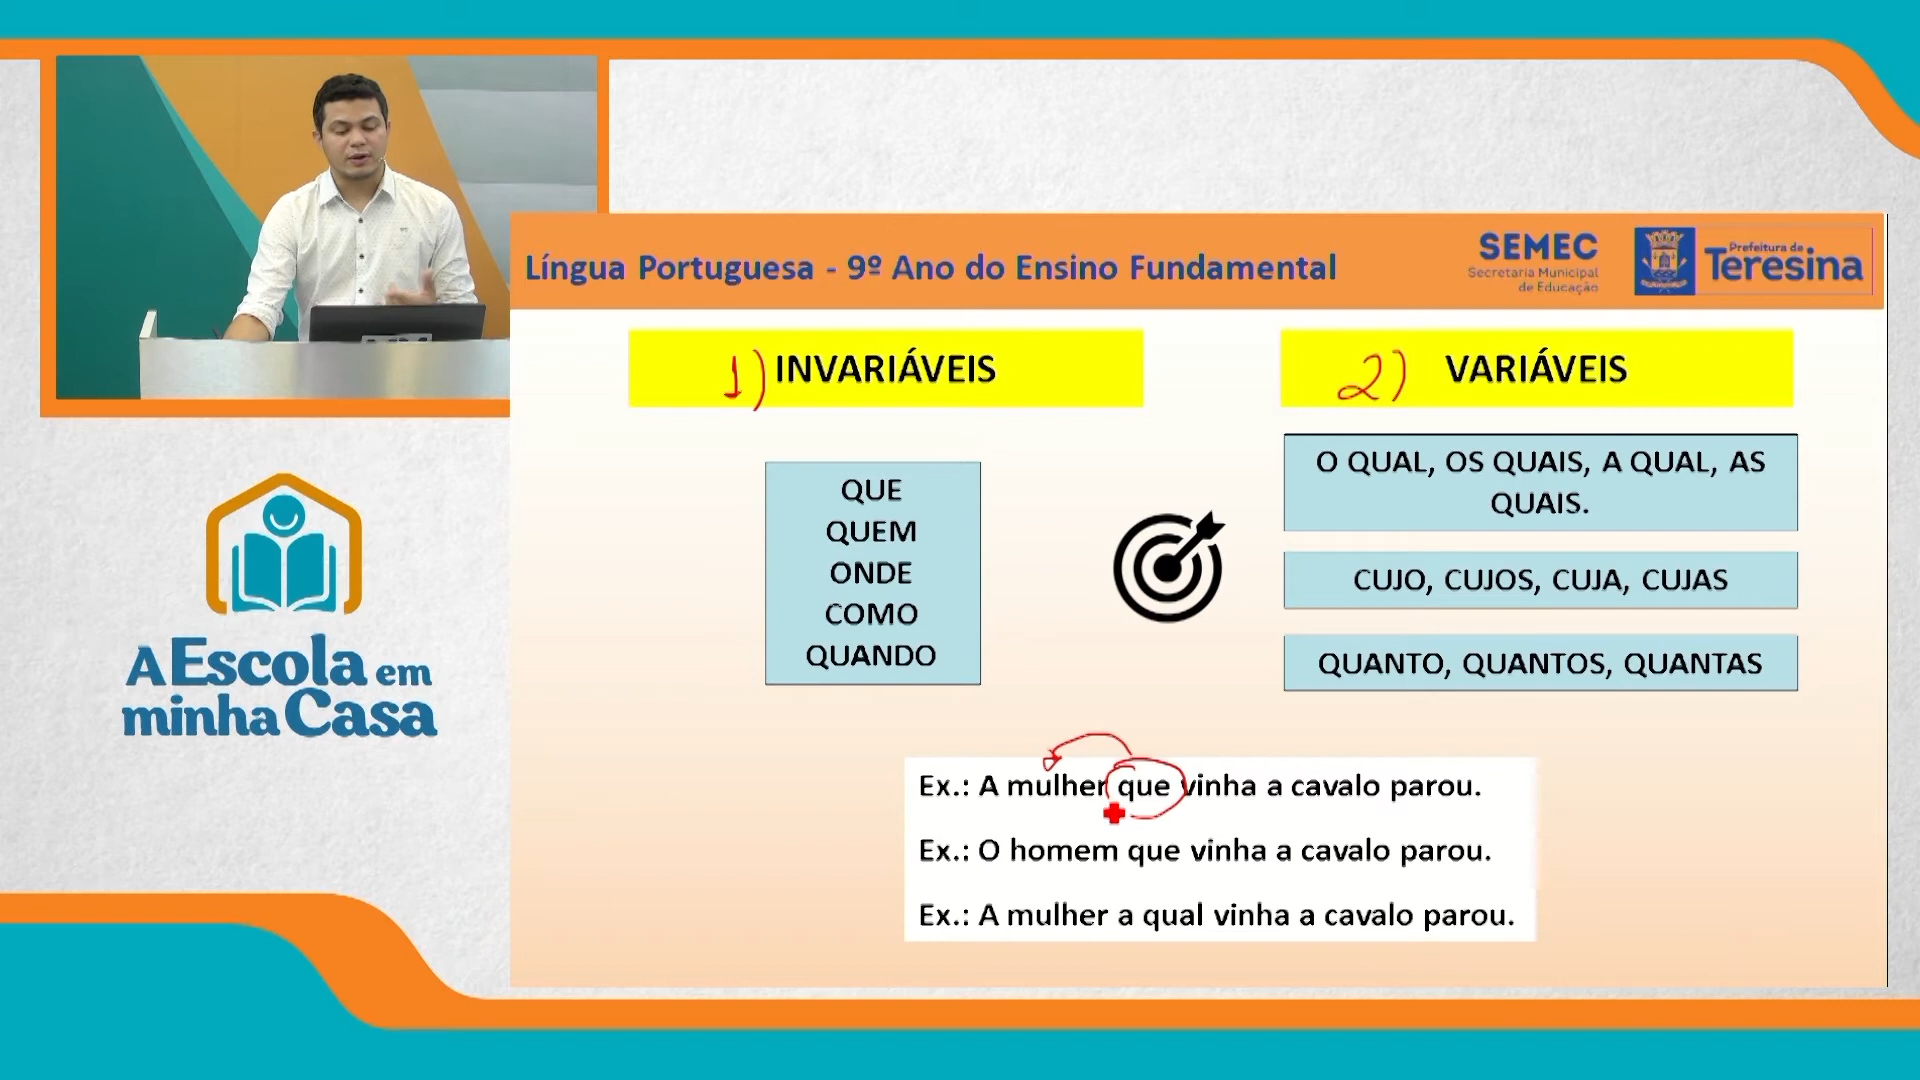 Língua Portuguesa - 9º Ano do Ensino Fundamental
SEMEC
Secretaria Municipal
de Educação
Prefeitura de
Teresina
1) INVARIÁVEIS
2) VARIÁVEIS
QUE
QUEM
ONDE
COMO
QUANDO
O QUAL, OS QUAIS, A QUAL, AS
QUAIS.
CUJO, CUJOS, CUJA, CUJAS
QUANTO, QUANTOS, QUANTAS
Ex.: A mulher que vinha a cavalo parou.
Ex.: O homem que vinha a cavalo parou.
Ex.: A mulher a qual vinha a cavalo parou.
A Escola em
minha Casa